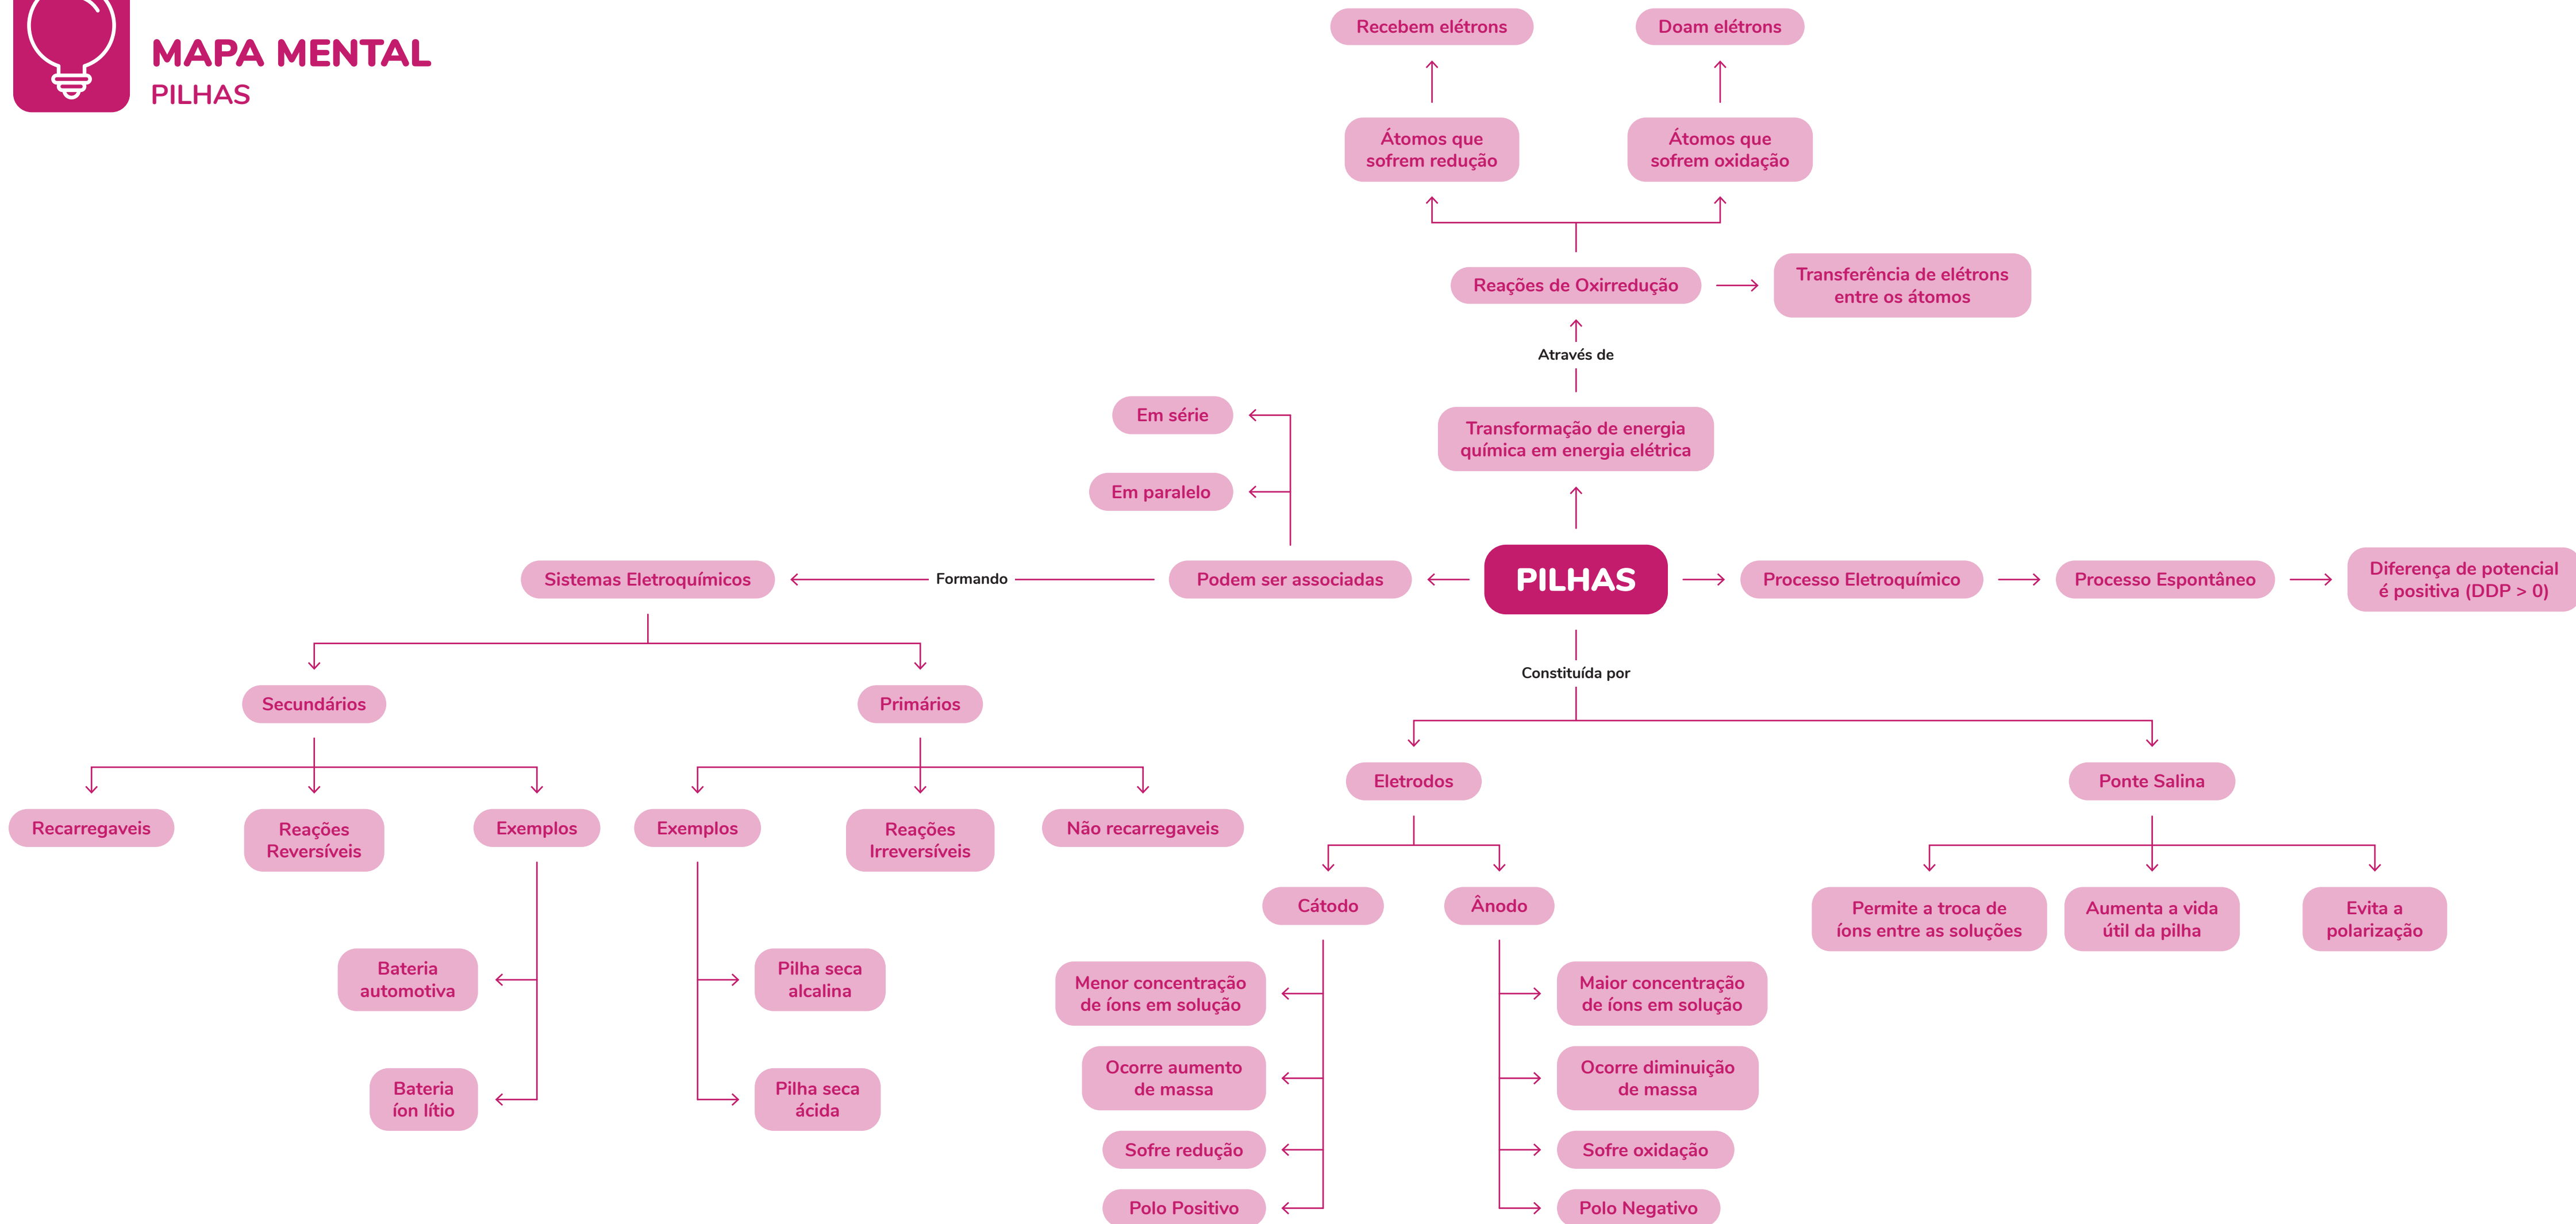 MAPA MENTAL
PILHAS
Recebem elétrons
Doam elétrons
Átomos que
sofrem redução
Átomos que
sofrem oxidação
Reações de Oxirredução
Transferência de elétrons
entre os átomos
Através de
Transformação de energia
química em energia elétrica
Em série
Em paralelo
Sistemas Eletroquímicos
Formando
Podem ser associadas
PILHAS
Processo Eletroquímico
Processo Espontâneo
Diferença de potencial
é positiva (DDP > 0)
Constituída por
Secundários
Primários
Recarregaveis
Reações
Reversíveis
Exemplos
Exemplos
Reações
Irreversíveis
Não recarregaveis
Bateria
automotiva
Bateria
íon lítio
Pilha seca
alcalina
Pilha seca
ácida
Eletrodos
Ponte Salina
Cátodo
Ânodo
Menor concentração
de íons em solução
Ocorre aumento
de massa
Sofre redução
Polo Positivo
Maior concentração
de íons em solução
Ocorre diminuição
de massa
Sofre oxidação
Polo Negativo
Permite a troca de
íons entre as soluções
Aumenta a vida
útil da pilha
Evita a
polarização